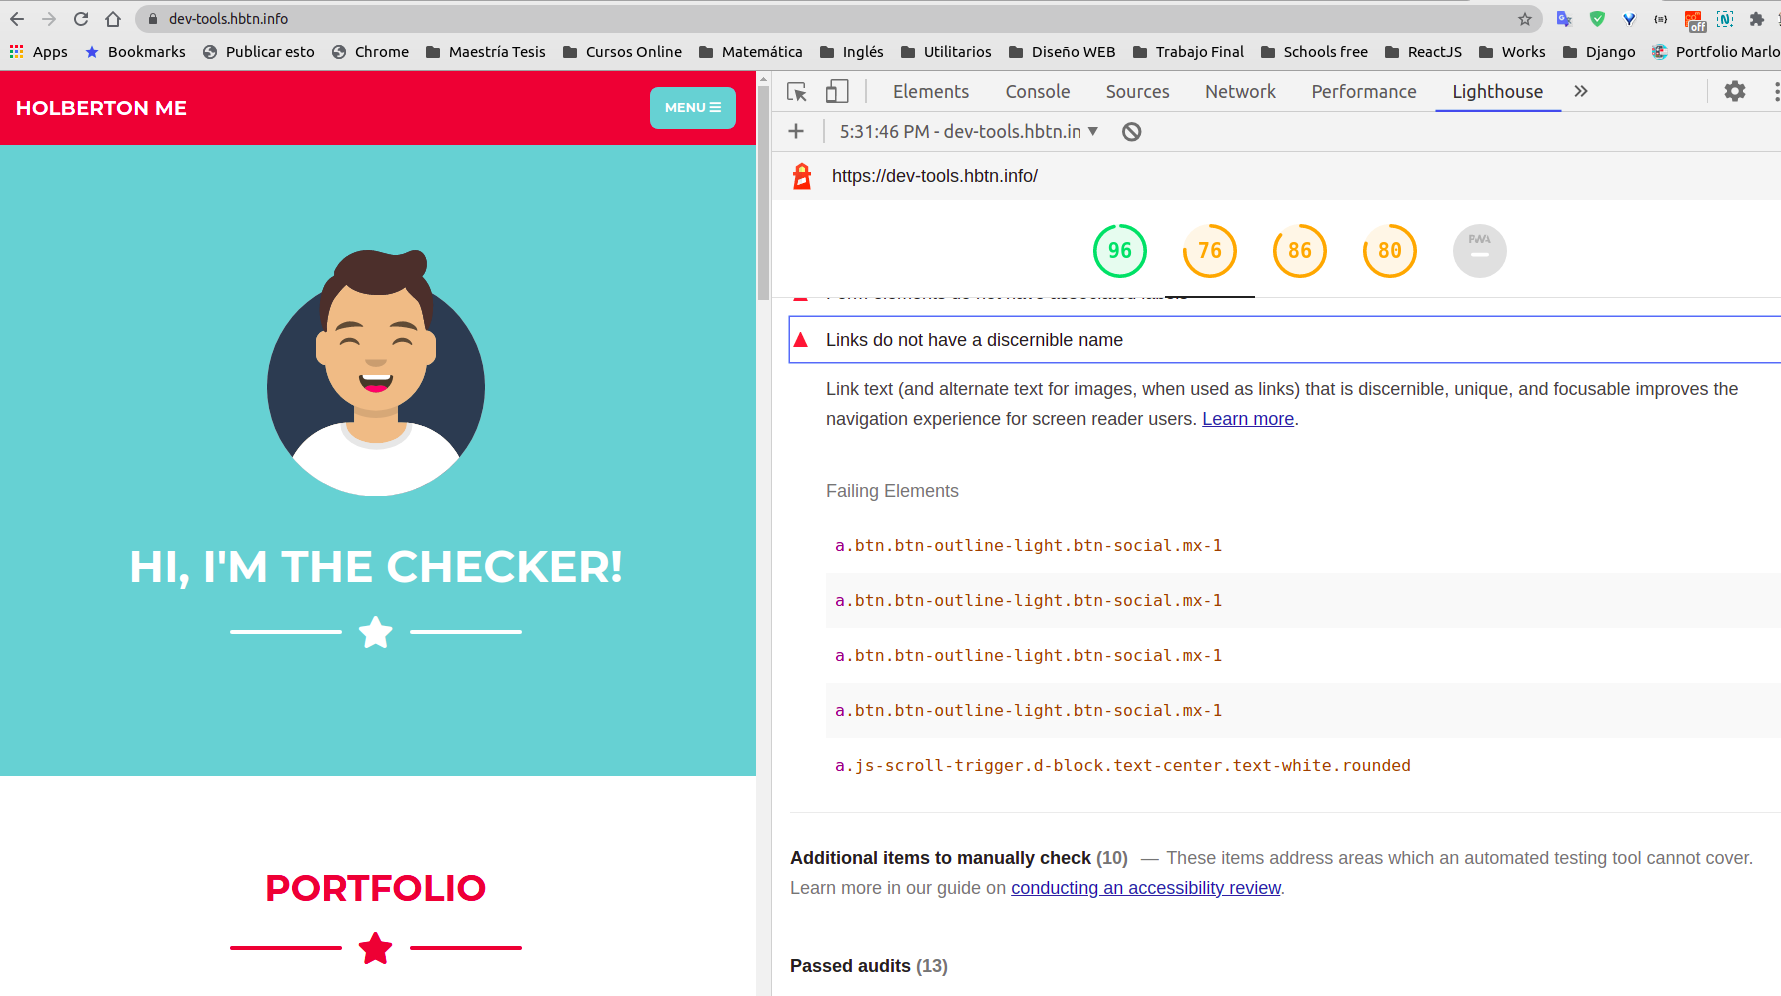 dev-tools.hbtn.info
off
Apps Bookmarks Publicar esto Chrome Maestría Tesis Cursos Online Matemática Inglés Utilitarios Diseño WEB Trabajo Final Schools free ReactJS Works Django Portfolio Marlo
HOLBERTON ME
MENU
HI, I'M THE CHECKER!
PORTFOLIO
Elements Console Sources Network Performance Lighthouse
5:31:46 PM - dev-tools.hbtn.in
https://dev-tools.hbtn.info/
96 76 86 80 PWA
Form elements do not have associated labels
Links do not have a discernible name
Link text (and alternate text for images, when used as links) that is discernible, unique, and focusable improves the
navigation experience for screen reader users. Learn more.
Failing Elements
a.btn.btn-outline-light.btn-social.mx-1
a.btn.btn-outline-light.btn-social.mx-1
a.btn.btn-outline-light.btn-social.mx-1
a.btn.btn-outline-light.btn-social.mx-1
a.js-scroll-trigger.d-block.text-center.text-white.rounded
Additional items to manually check (10) — These items address areas which an automated testing tool cannot cover.
Learn more in our guide on conducting an accessibility review.
Passed audits (13)